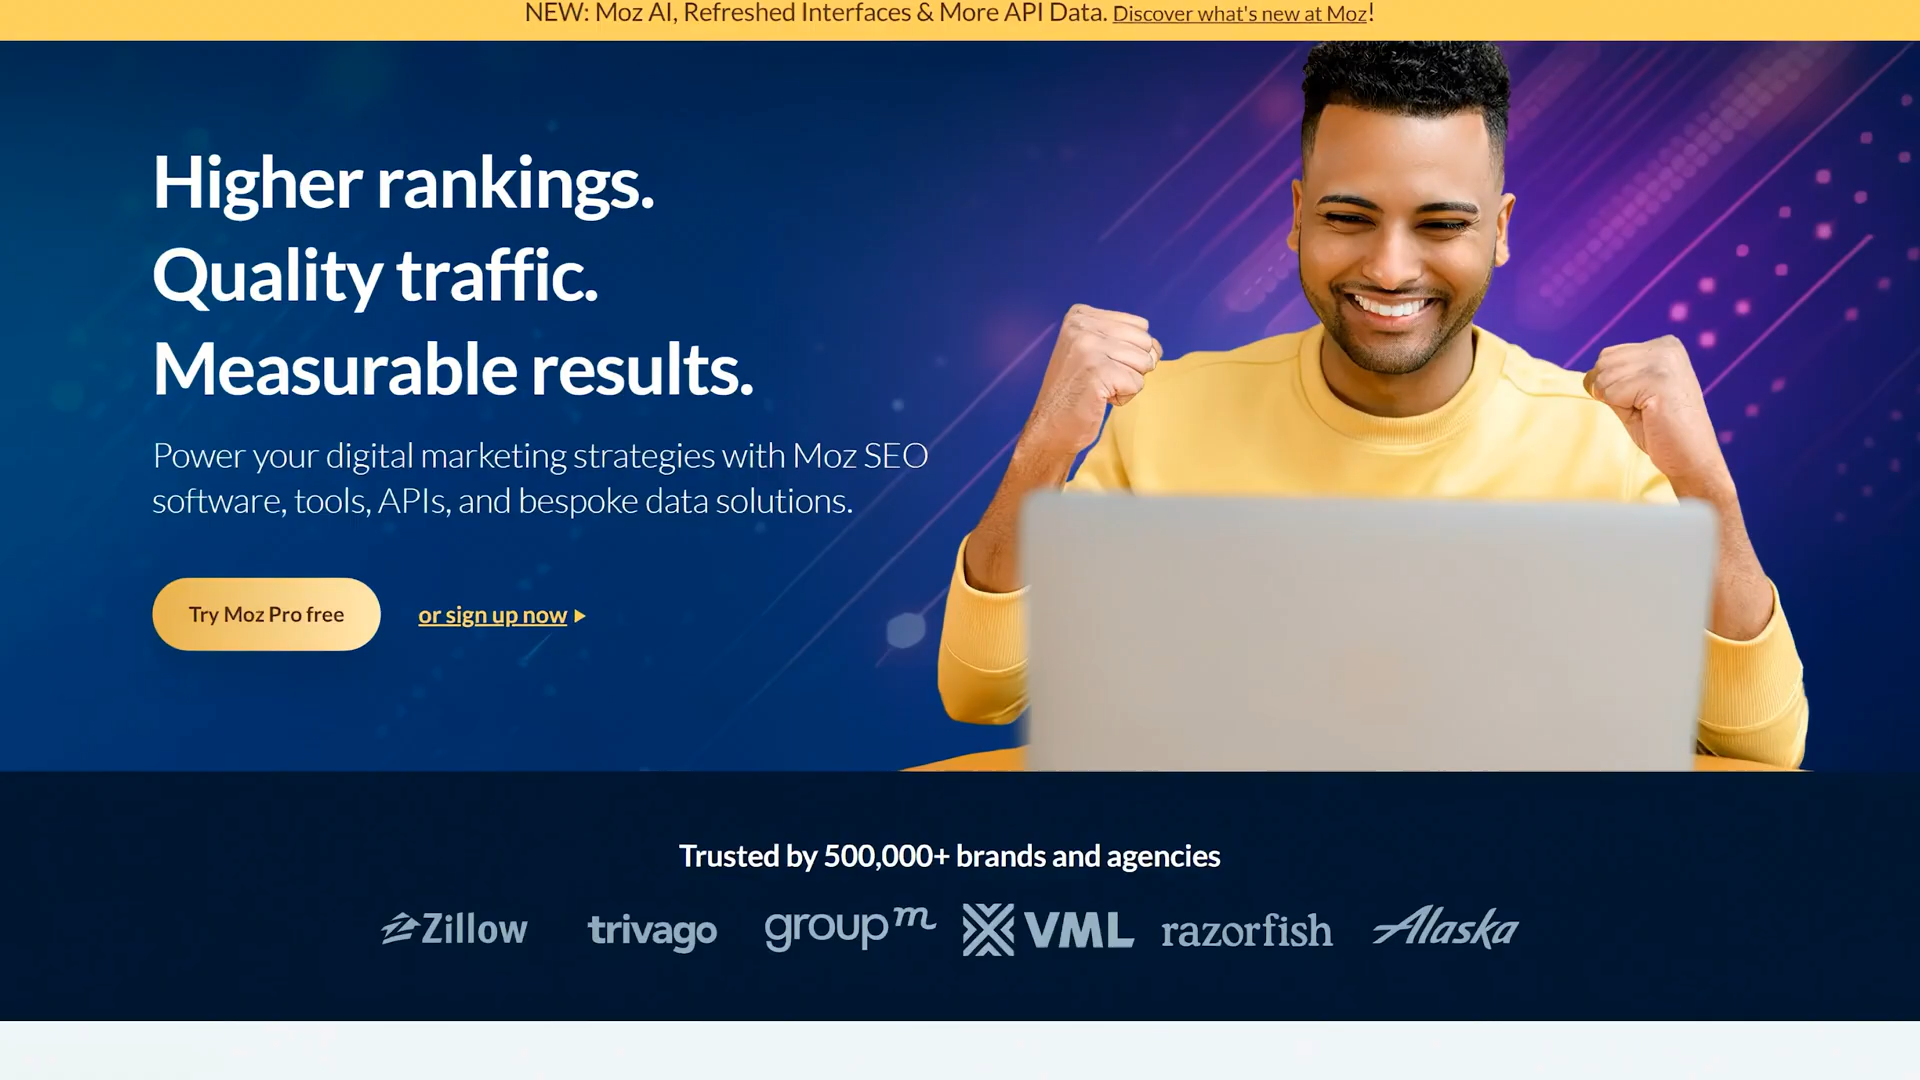 NEW: Moz AI, Refreshed Interfaces & More API Data. Discover what's new at Moz!
Higher rankings.
Quality traffic.
Measurable results.
Power your digital marketing strategies with Moz SEO
software, tools, APIs, and bespoke data solutions.
Try Moz Pro free
or sign up now
Trusted by 500,000+ brands and agencies
Zillow trivago groupm VML razorfish Alaska